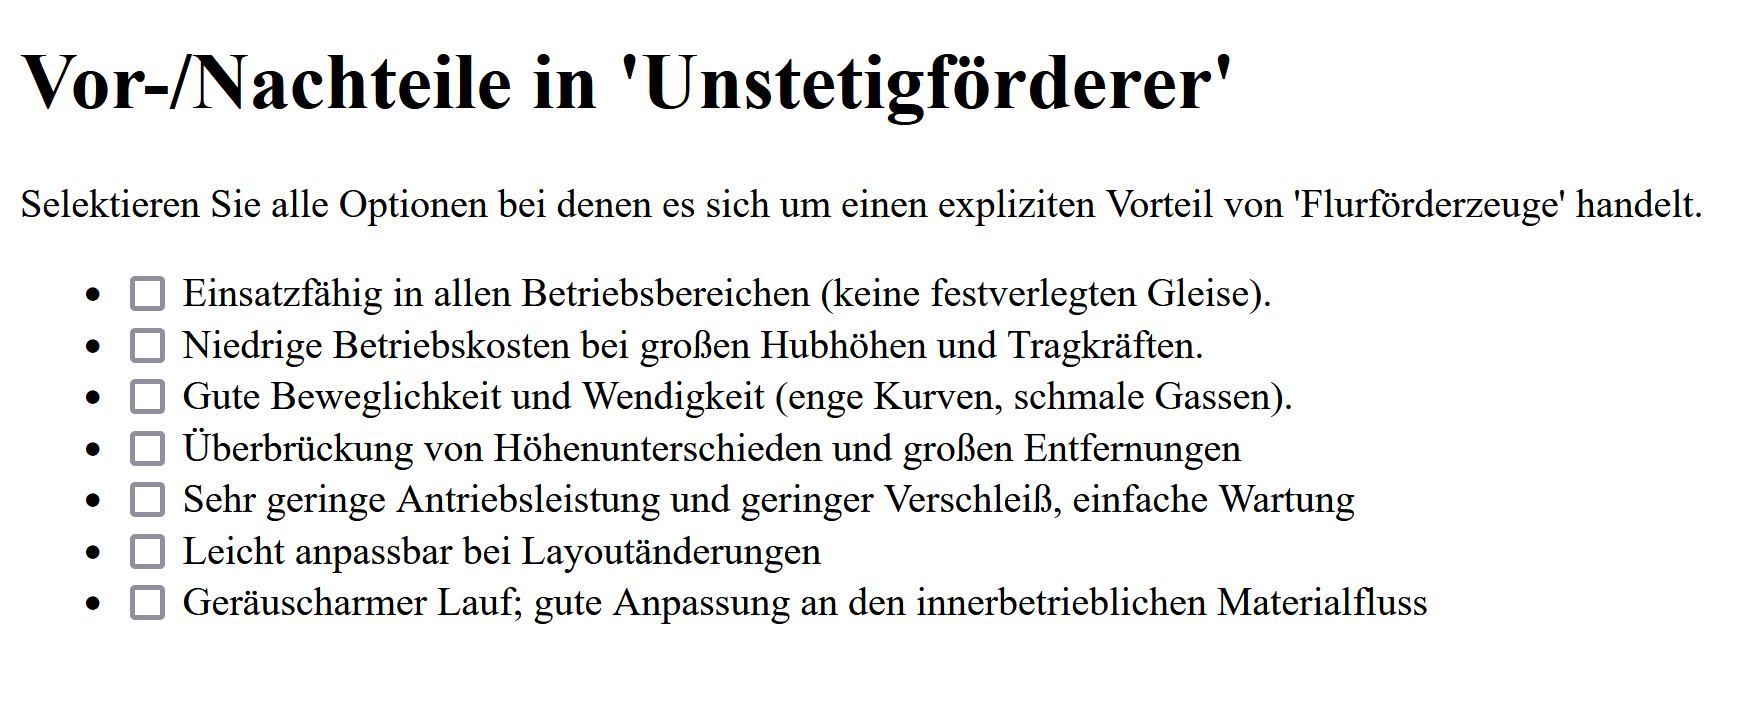 Vor-/Nachteile in 'Unstetigförderer'
Selektieren Sie alle Optionen bei denen es sich um einen expliziten Vorteil von 'Flurförderzeuge' handelt.
Einsatzfähig in allen Betriebsbereichen (keine festverlegten Gleise).
Niedrige Betriebskosten bei großen Hubhöhen und Tragkräften.
Gute Beweglichkeit und Wendigkeit (enge Kurven, schmale Gassen).
Überbrückung von Höhenunterschieden und großen Entfernungen
Sehr geringe Antriebsleistung und geringer Verschleiß, einfache Wartung
Leicht anpassbar bei Layoutänderungen
Geräuscharmer Lauf; gute Anpassung an den innerbetrieblichen Materialfluss